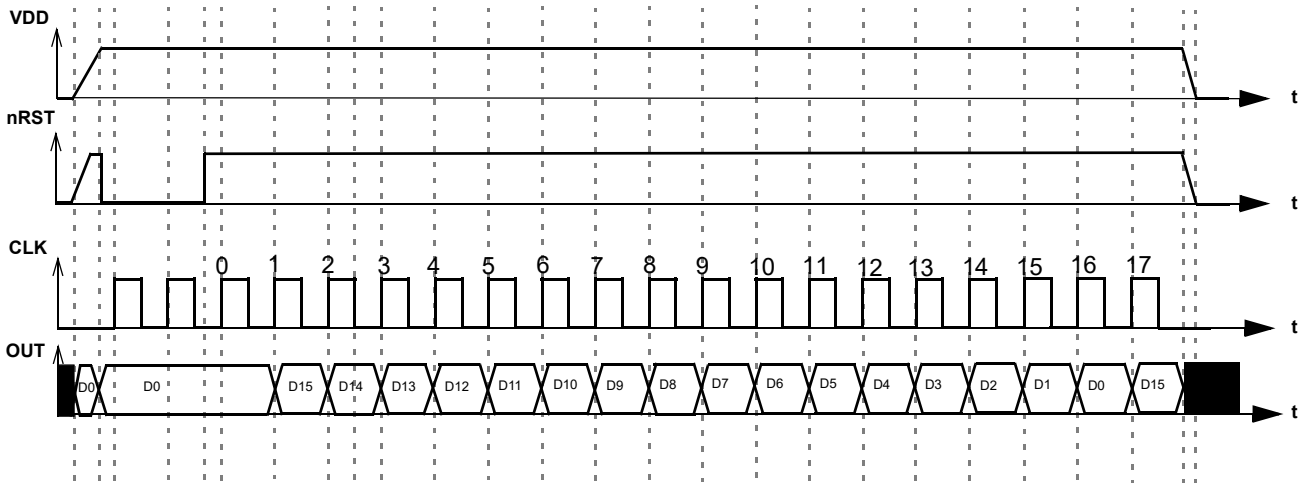 VDD
t
nRST
t
CLK
0 1 2 3 4 5 6 7 8 9 10 11 12 13 14 15 16 17
t
OUT
D0 D0 D15 D14 D13 D12 D11 D10 D9 D8 D7 D6 D5 D4 D3 D2 D1 D0 D15
t